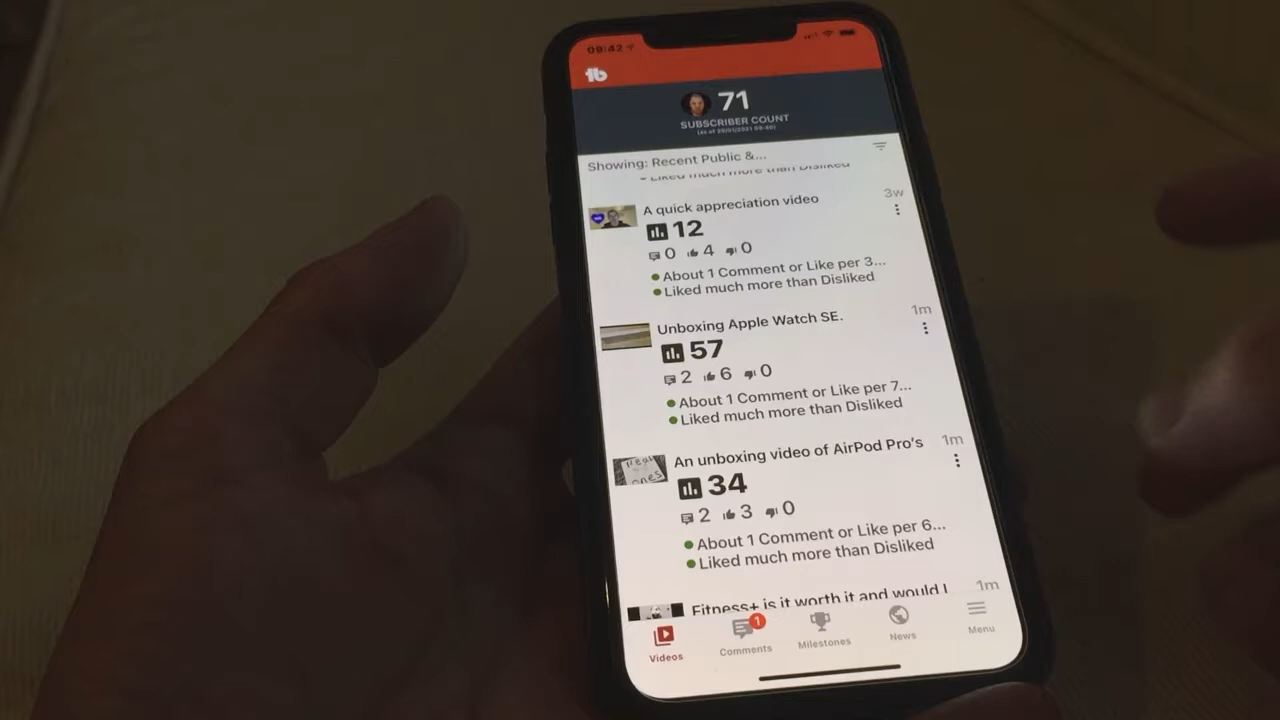 09:42
tb
71
SUBSCRIBER COUNT
Showing: Recent Public &...
Liked much more than Disliked
A quick appreciation video 3w
12
0 4 0
About 1 Comment or Like per 3...
Liked much more than Disliked
Unboxing Apple Watch SE. 1m
57
2 6 0
About 1 Comment or Like per 7...
Liked much more than Disliked
An unboxing video of AirPod Pro's 1m
34
2 3 0
About 1 Comment or Like per 6...
Liked much more than Disliked
Fitness+ is it worth it and would I 1m
Videos Comments 1 Milestones News Menu